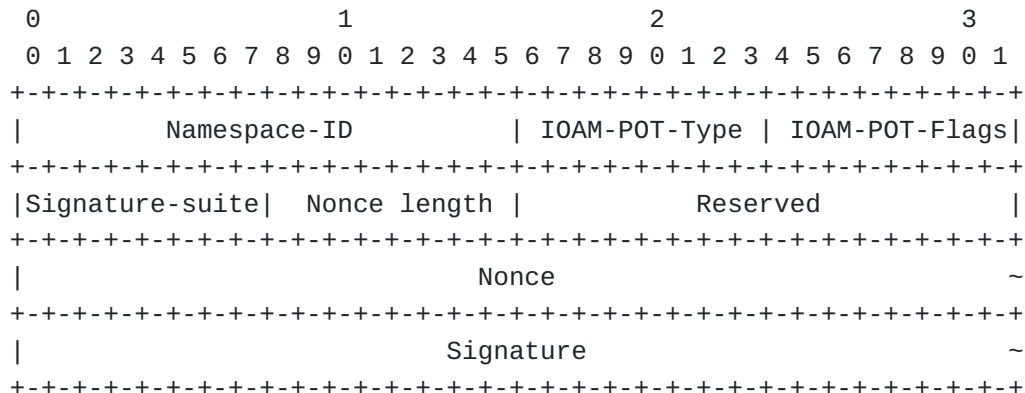 0                   1                   2                   3
 0 1 2 3 4 5 6 7 8 9 0 1 2 3 4 5 6 7 8 9 0 1 2 3 4 5 6 7 8 9 0 1
+-+-+-+-+-+-+-+-+-+-+-+-+-+-+-+-+-+-+-+-+-+-+-+-+-+-+-+-+-+-+-+-+
|         Namespace-ID          | IOAM-POT-Type | IOAM-POT-Flags|
+-+-+-+-+-+-+-+-+-+-+-+-+-+-+-+-+-+-+-+-+-+-+-+-+-+-+-+-+-+-+-+-+
|Signature-suite|  Nonce length |           Reserved            |
+-+-+-+-+-+-+-+-+-+-+-+-+-+-+-+-+-+-+-+-+-+-+-+-+-+-+-+-+-+-+-+-+
|                             Nonce                             ~
+-+-+-+-+-+-+-+-+-+-+-+-+-+-+-+-+-+-+-+-+-+-+-+-+-+-+-+-+-+-+-+-+
|                           Signature                           ~
+-+-+-+-+-+-+-+-+-+-+-+-+-+-+-+-+-+-+-+-+-+-+-+-+-+-+-+-+-+-+-+-+